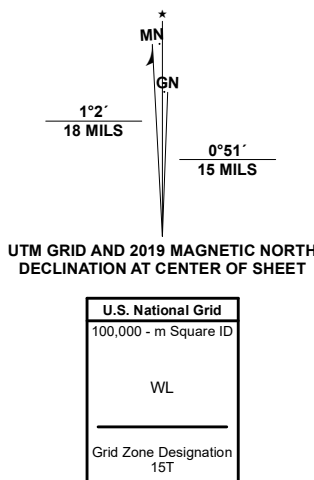 ★
MN
GN
1°2´
18 MILS
0°51´
15 MILS
UTM GRID AND 2019 MAGNETIC NORTH
DECLINATION AT CENTER OF SHEET
U.S. National Grid
100,000 - m Square ID
WL
Grid Zone Designation
15T